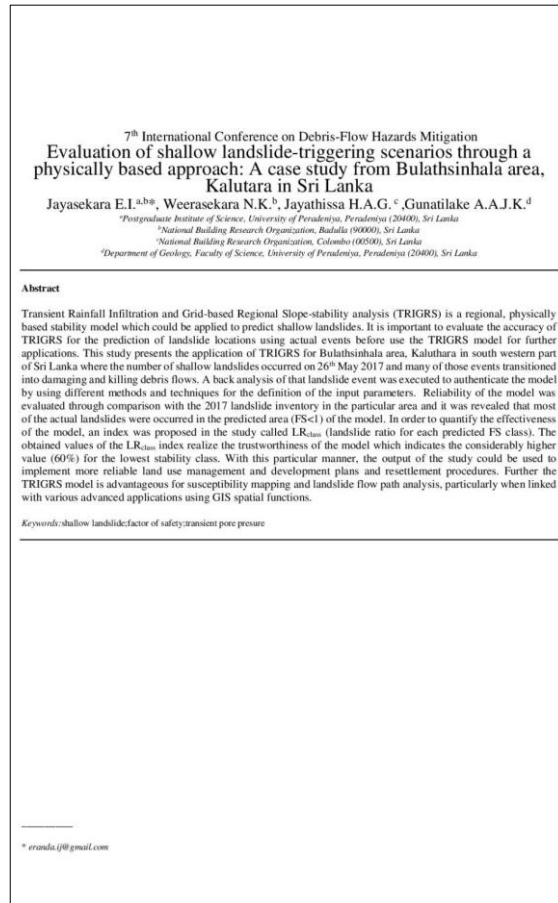 7th International Conference on Debris-Flow Hazards Mitigation
Evaluation of shallow landslide-triggering scenarios through a
physically based approach: A case study from Bulathsinhala area,
Kalutara in Sri Lanka
Jayasekara E.I.a,b*, Weerasekara N.K.b, Jayathissa H.A.G. c ,Gunatilake A.A.J.K.d
aPostgraduate Institute of Science, University of Peradeniya, Peradeniya (20400), Sri Lanka
bNational Building Research Organization, Badulla (90000), Sri Lanka
cNational Building Research Organization, Colombo (00500), Sri Lanka
dDepartment of Geology, Faculty of Science, University of Peradeniya, Peradeniya (20400), Sri Lanka
Abstract
Transient Rainfall Infiltration and Grid-based Regional Slope-stability analysis (TRIGRS) is a regional, physically
based stability model which could be applied to predict shallow landslides. It is important to evaluate the accuracy of
TRIGRS for the prediction of landslide locations using actual events before use the TRIGRS model for further
applications. This study presents the application of TRIGRS for Bulathsinhala area, Kaluthara in south western part
of Sri Lanka where the number of shallow landslides occurred on 26th May 2017 and many of those events transitioned
into damaging and killing debris flows. A back analysis of that landslide event was executed to authenticate the model
by using different methods and techniques for the definition of the input parameters. Reliability of the model was
evaluated through comparison with the 2017 landslide inventory in the particular area and it was revealed that most
of the actual landslides were occurred in the predicted area (FS<1) of the model. In order to quantify the effectiveness
of the model, an index was proposed in the study called LRclass (landslide ratio for each predicted FS class). The
obtained values of the LRclass index realize the trustworthiness of the model which indicates the considerably higher
value (60%) for the lowest stability class. With this particular manner, the output of the study could be used to
implement more reliable land use management and development plans and resettlement procedures. Further the
TRIGRS model is advantageous for susceptibility mapping and landslide flow path analysis, particularly when linked
with various advanced applications using GIS spatial functions.
Keywords:shallow landslide;factor of safety;transient pore presure
* eranda.ij@gmail.com